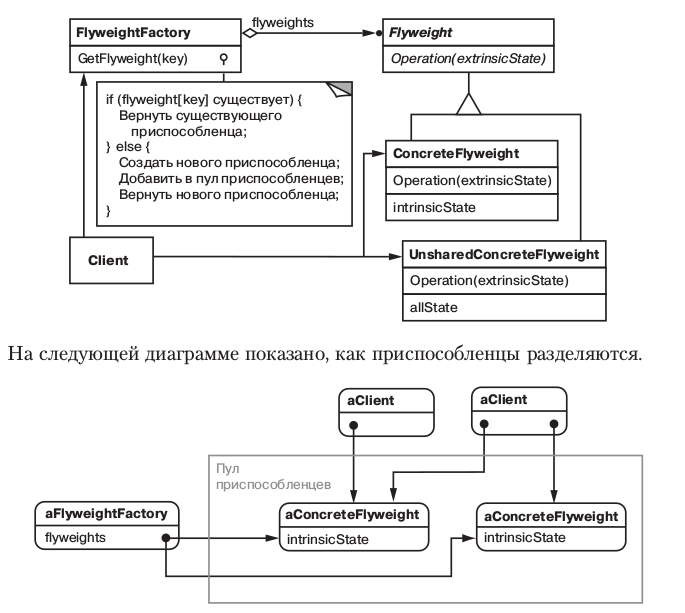 flyweights
FlyweightFactory
GetFlyweight(key)
Flyweight
Operation(extrinsicState)
if (flyweight[key] существует) {
Вернуть существующего
приспособленца;
} else {
Создать нового приспособленца;
Добавить в пул приспособленцев;
Вернуть нового приспособленца;
}
ConcreteFlyweight
Operation(extrinsicState)
intrinsicState
Client
UnsharedConcreteFlyweight
Operation(extrinsicState)
allState
На следующей диаграмме показано, как приспособленцы разделяются.
aClient
aClient
Пул
приспособленцев
aFlyweightFactory
flyweights
aConcreteFlyweight
intrinsicState
aConcreteFlyweight
intrinsicState